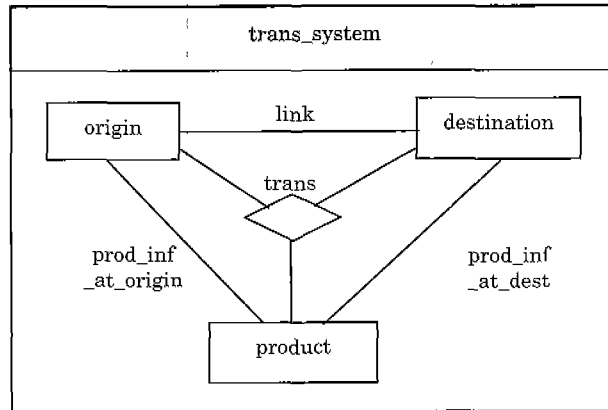 trans_system
link
origin
destination
trans
prod_inf
_at_origin
prod_inf
_at_dest
product